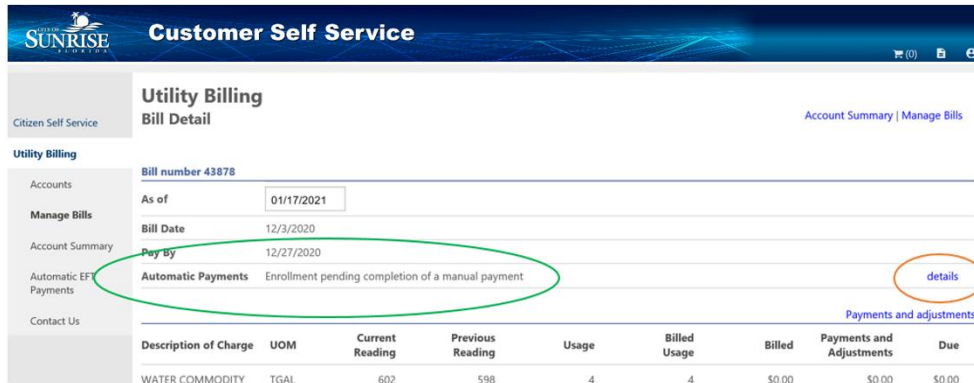 CITY OF
SUNRISE
FLORIDA
Customer Self Service
(0)
Utility Billing
Bill Detail
Account Summary | Manage Bills
Citizen Self Service
Utility Billing
Accounts
Manage Bills
Account Summary
Automatic EFT
Payments
Contact Us
Bill number 43878
As of 01/17/2021
Bill Date 12/3/2020
Pay By 12/27/2020
Automatic Payments Enrollment pending completion of a manual payment details
Payments and adjustments
Description of Charge UOM Current Reading Previous Reading Usage Billed Usage Billed Payments and Adjustments Due
WATER COMMODITY TGAL 602 598 4 4 $0.00 $0.00 $0.00